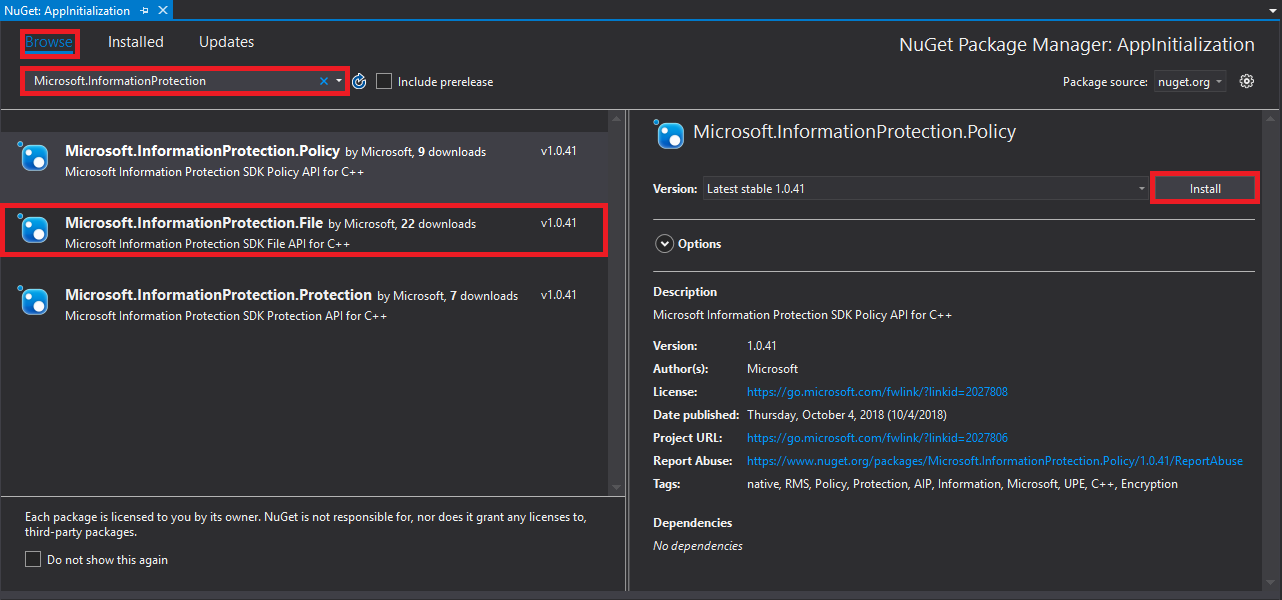 NuGet: AppInitialization
Browse Installed Updates
NuGet Package Manager: AppInitialization
Microsoft.InformationProtection
Include prerelease
Package source: nuget.org
Microsoft.InformationProtection.Policy by Microsoft, 9 downloads v1.0.41
Microsoft Information Protection SDK Policy API for C++
Microsoft.InformationProtection.File by Microsoft, 22 downloads v1.0.41
Microsoft Information Protection SDK File API for C++
Microsoft.InformationProtection.Protection by Microsoft, 7 downloads v1.0.41
Microsoft Information Protection SDK Protection API for C++
Each package is licensed to you by its owner. NuGet is not responsible for, nor does it grant any licenses to,
third-party packages.
Do not show this again
Microsoft.InformationProtection.Policy
Version: Latest stable 1.0.41 Install
Options
Description
Microsoft Information Protection SDK Policy API for C++
Version: 1.0.41
Author(s): Microsoft
License: https://go.microsoft.com/fwlink/?linkid=2027808
Date published: Thursday, October 4, 2018 (10/4/2018)
Project URL: https://go.microsoft.com/fwlink/?linkid=2027806
Report Abuse: https://www.nuget.org/packages/Microsoft.InformationProtection.Policy/1.0.41/ReportAbuse
Tags: native, RMS, Policy, Protection, AIP, Information, Microsoft, UPE, C++, Encryption
Dependencies
No dependencies